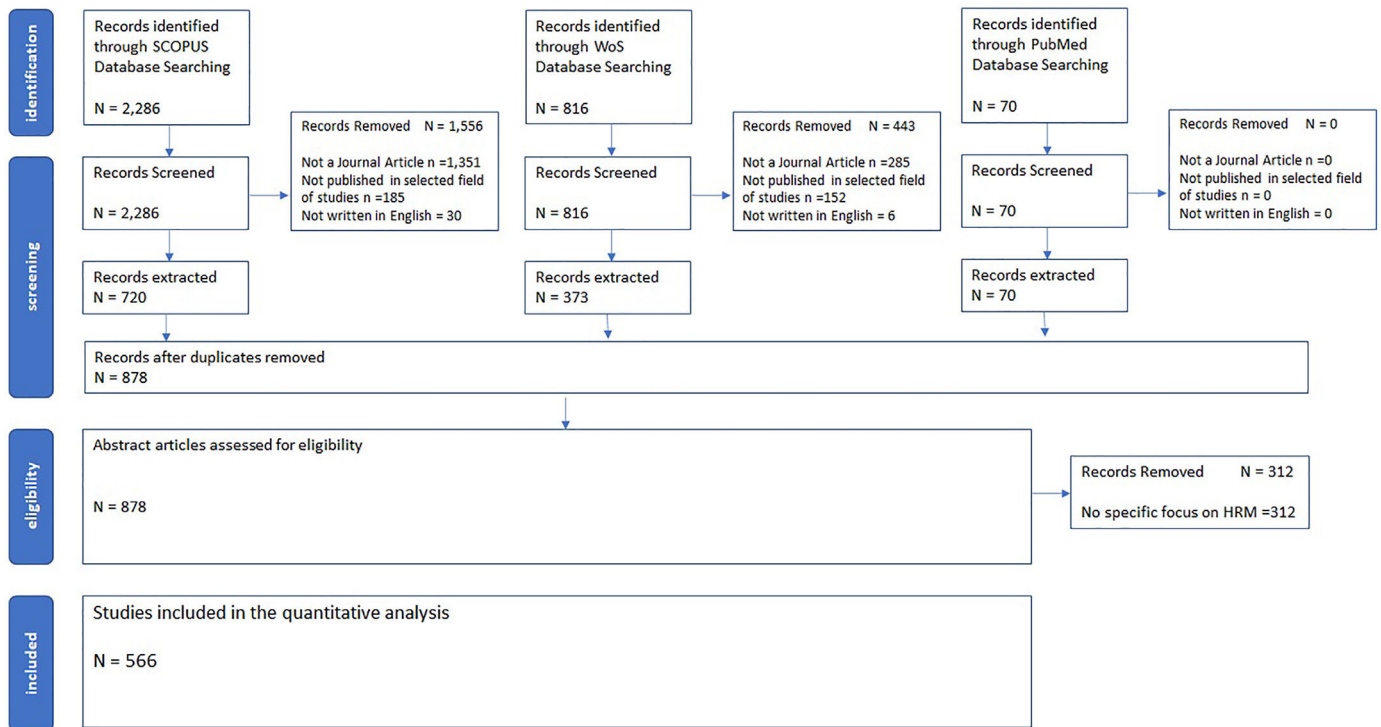 identification
Records identified
through SCOPUS
Database Searching
N = 2,286
Records identified
through WoS
Database Searching
N = 816
Records identified
through PubMed
Database Searching
N = 70
Records Removed N = 1,556
Not a Journal Article n =1,351
Not published in selected field
of studies n =185
Not written in English = 30
Records Removed N = 443
Not a Journal Article n =285
Not published in selected field
of studies n =152
Not written in English = 6
Records Removed N = 0
Not a Journal Article n =0
Not published in selected field
of studies n = 0
Not written in English = 0
screening
Records Screened
N = 2,286
Records Screened
N = 816
Records Screened
N = 70
Records extracted
N = 720
Records extracted
N = 373
Records extracted
N = 70
Records after duplicates removed
N = 878
eligibility
Abstract articles assessed for eligibility
N = 878
Records Removed N = 312
No specific focus on HRM =312
included
Studies included in the quantitative analysis
N = 566